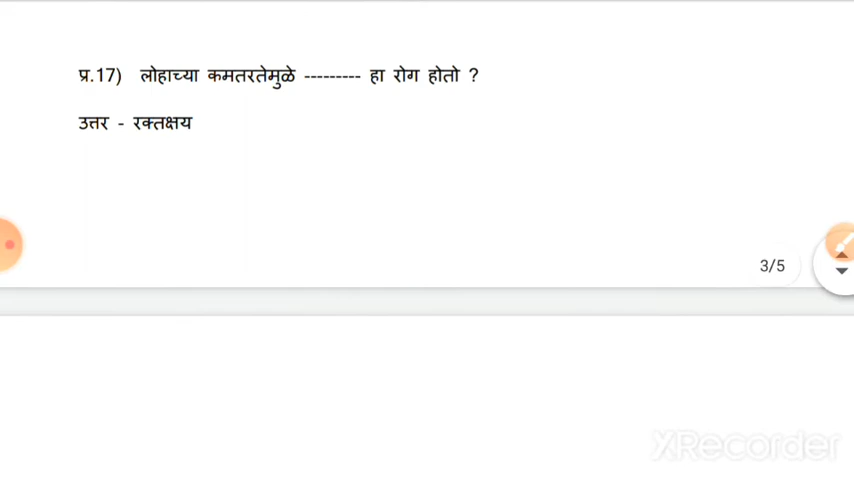 प्र.17) लोहाच्या कमतरतेमुळे --------- हा रोग होतो ?
उत्तर - रक्तक्षय
3/5
XRecorder